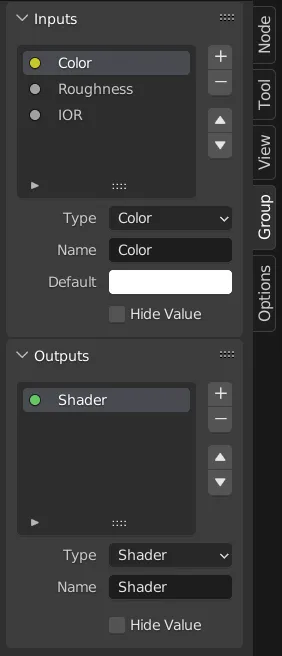 Inputs
Color
Roughness
IOR
Type Color
Name Color
Default
Hide Value
Outputs
Shader
Type Shader
Name Shader
Hide Value
Node
Tool
View
Group
Options